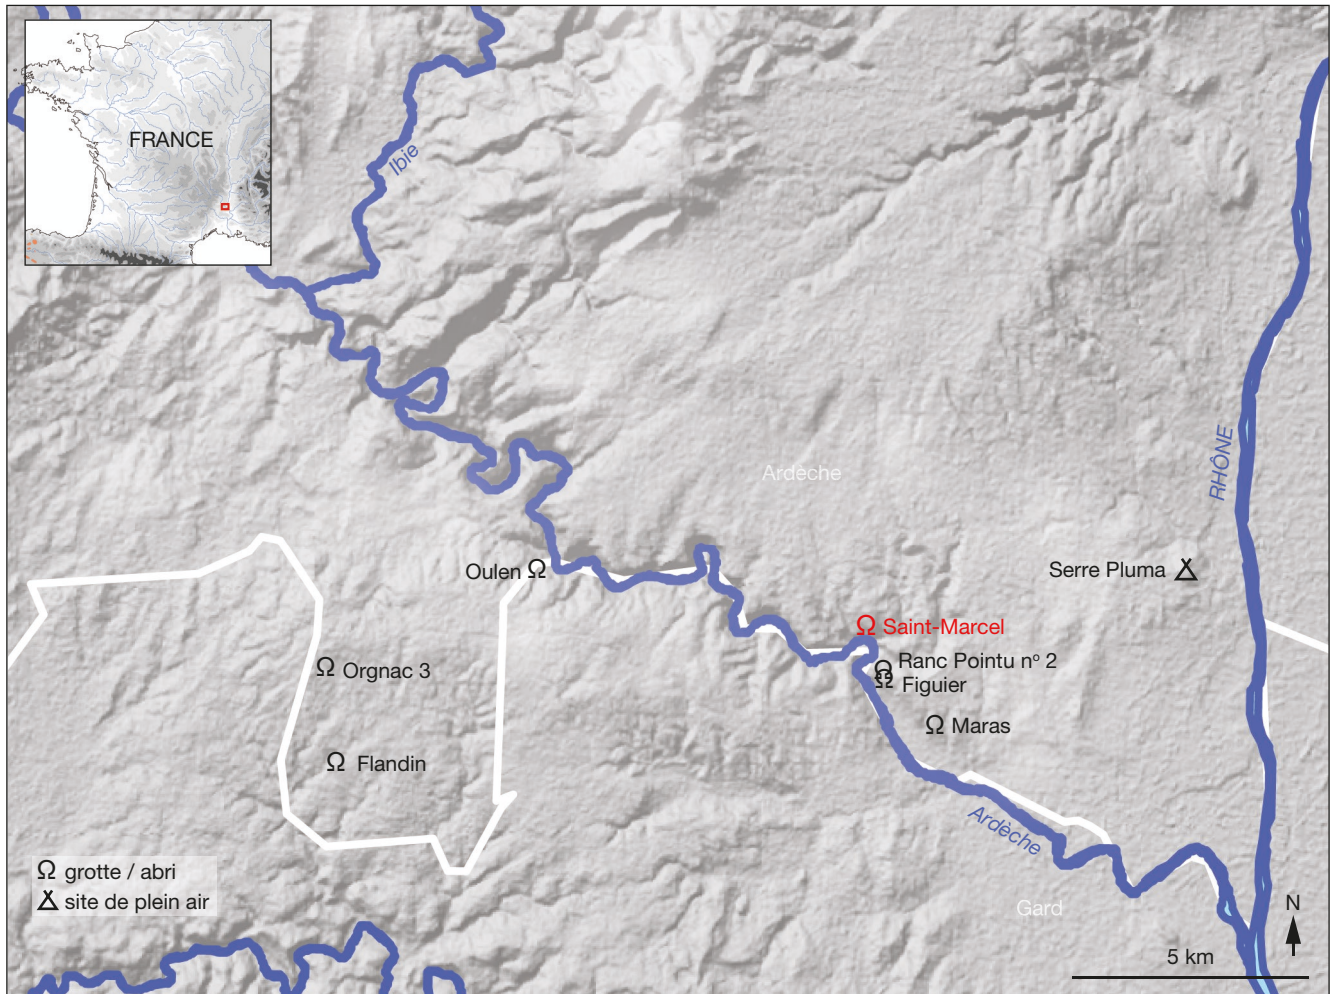 FRANCE
Ibie
RHÔNE
Ardèche
Oulen
Serre Pluma
Saint-Marcel
Ranc Pointu nº 2
Figuier
Orgnac 3
Maras
Flandin
Ardèche
grotte / abri
site de plein air
Gard
N
5 km